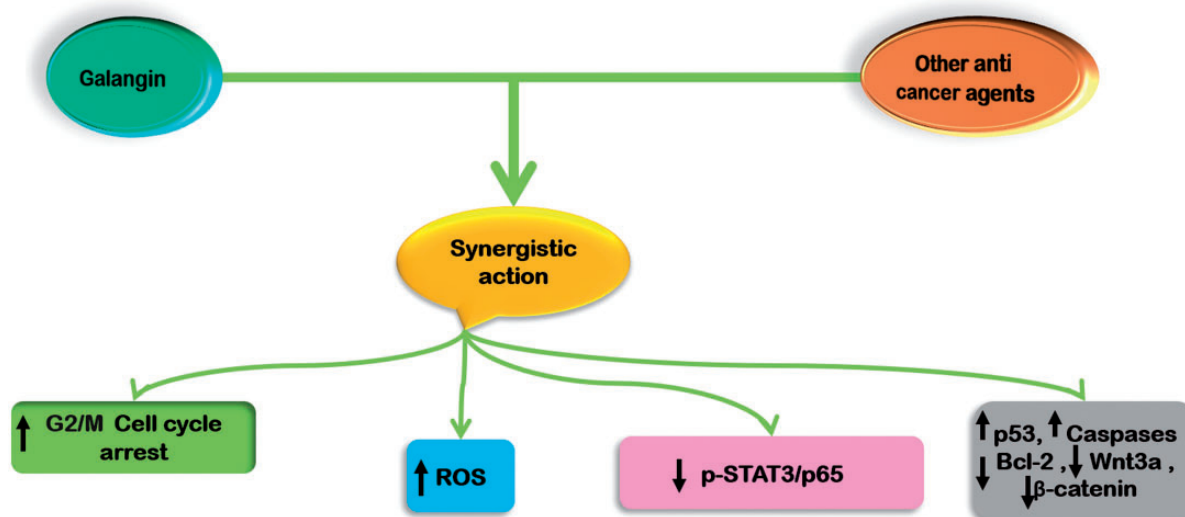 Galangin
Other anti
cancer agents
Synergistic
action
↑ G2/M Cell cycle
arrest
↑ ROS
↓ p-STAT3/p65
↑ p53, ↑ Caspases
↓ Bcl-2 , ↓ Wnt3a ,
↓ β-catenin